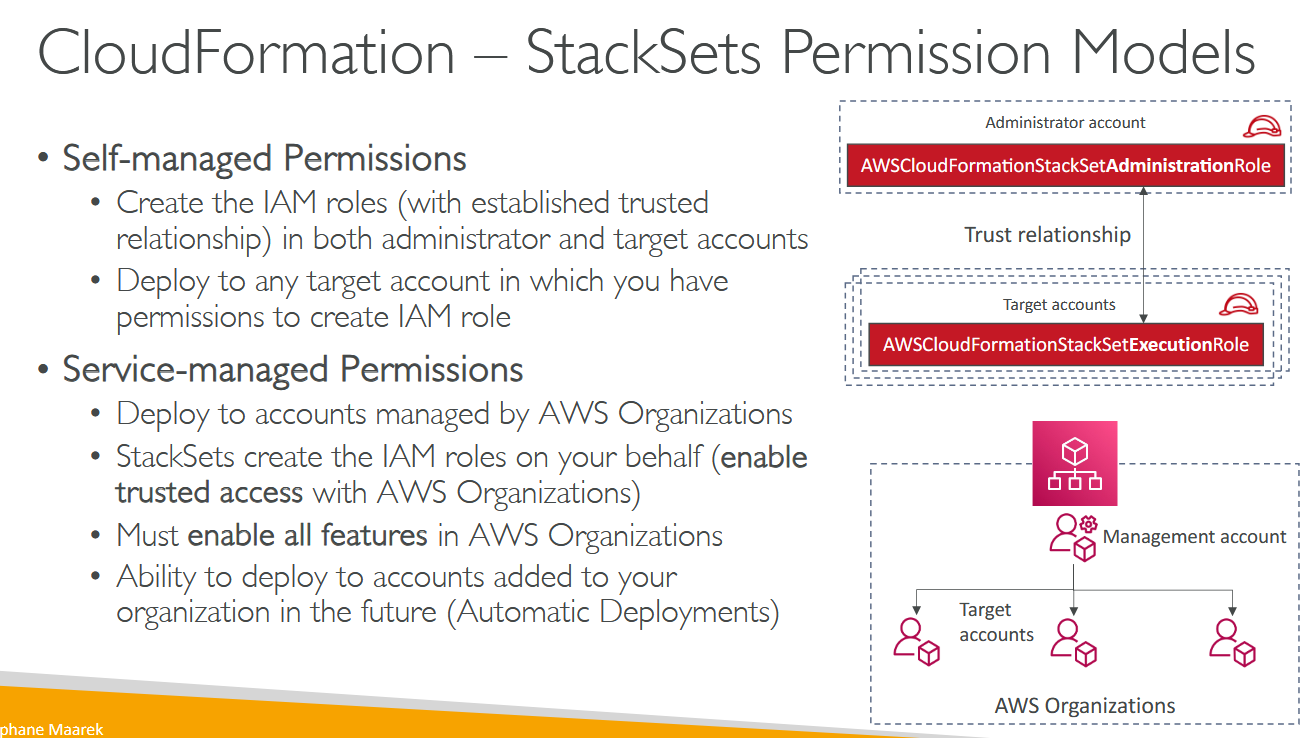 CloudFormation – StackSets Permission Models
• Self-managed Permissions
• Create the IAM roles (with established trusted
relationship) in both administrator and target accounts
• Deploy to any target account in which you have
permissions to create IAM role
• Service-managed Permissions
• Deploy to accounts managed by AWS Organizations
• StackSets create the IAM roles on your behalf (enable
trusted access with AWS Organizations)
• Must enable all features in AWS Organizations
• Ability to deploy to accounts added to your
organization in the future (Automatic Deployments)
Administrator account
AWSCloudFormationStackSetAdministrationRole
Trust relationship
Target accounts
AWSCloudFormationStackSetExecutionRole
Management account
Target
accounts
AWS Organizations
phane Maarek